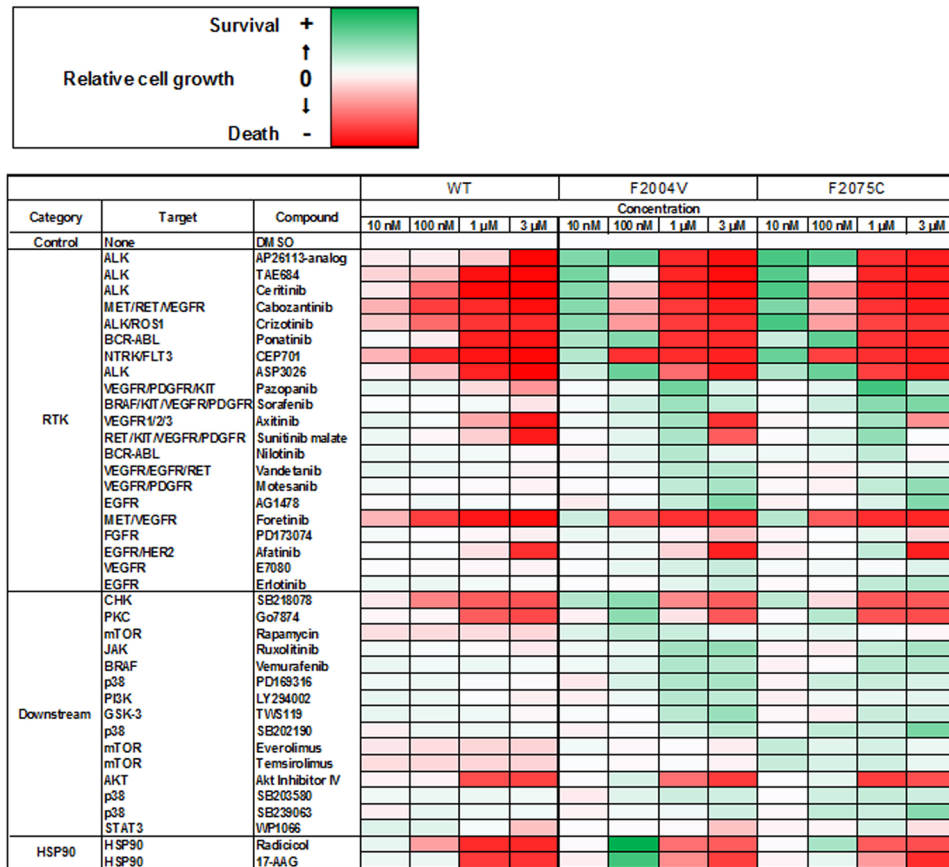 Survival +
↑
Relative cell growth 0
↓
Death -
WT F2004V F2075C
Category Target Compound Concentration
10 nM 100 nM 1 µM 3 µM 10 nM 100 nM 1 µM 3 µM 10 nM 100 nM 1 µM 3 µM
Control None DMSO
RTK
ALK AP26113-analog
ALK TAE684
ALK Ceritinib
MET/RET/VEGFR Cabozantinib
ALK/ROS1 Crizotinib
BCR-ABL Ponatinib
NTRK/FLT3 CEP701
ALK ASP3026
VEGFR/PDGFR/KIT Pazopanib
BRAF/KIT/VEGFR/PDGFR Sorafenib
VEGFR1/2/3 Axitinib
RET/KIT/VEGFR/PDGFR Sunitinib malate
BCR-ABL Nilotinib
VEGFR/EGFR/RET Vandetanib
VEGFR/PDGFR Motesanib
EGFR AG1478
MET/VEGFR Foretinib
FGFR PD173074
EGFR/HER2 Afatinib
VEGFR E7080
EGFR Erlotinib
Downstream
CHK SB218078
PKC Go7874
mTOR Rapamycin
JAK Ruxolitinib
BRAF Vemurafenib
p38 PD169316
PI3K LY294002
GSK-3 TWS119
p38 SB202190
mTOR Everolimus
mTOR Temsirolimus
AKT Akt Inhibitor IV
p38 SB203580
p38 SB239063
STAT3 WP1066
HSP90
HSP90 Radicicol
HSP90 17-AAG